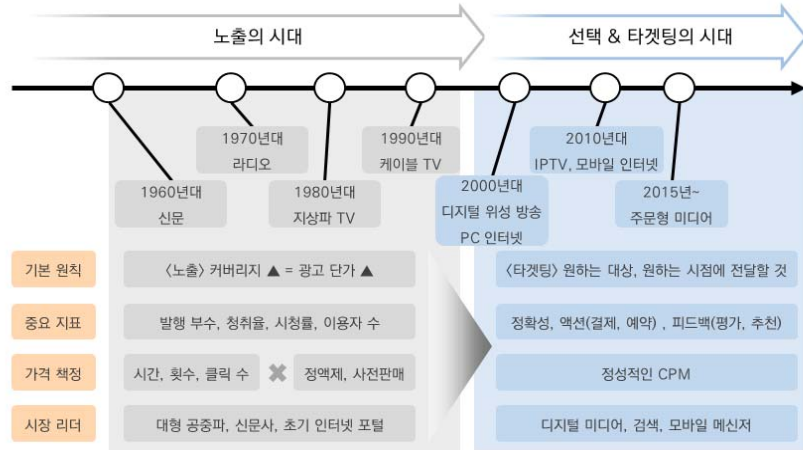 노출의 시대
선택 & 타겟팅의 시대
1960년대
신문
1970년대
라디오
1980년대
지상파 TV
1990년대
케이블 TV
2000년대
디지털 위성 방송
PC 인터넷
2010년대
IPTV, 모바일 인터넷
2015년~
주문형 미디어
기본 원칙
〈노출〉 커버리지 ▲ = 광고 단가 ▲
〈타겟팅〉 원하는 대상, 원하는 시점에 전달할 것
중요 지표
발행 부수, 청취율, 시청률, 이용자 수
정확성, 액션(결제, 예약) , 피드백(평가, 추천)
가격 책정
시간, 횟수, 클릭 수 ✖ 정액제, 사전판매
정성적인 CPM
시장 리더
대형 공중파, 신문사, 초기 인터넷 포털
디지털 미디어, 검색, 모바일 메신저